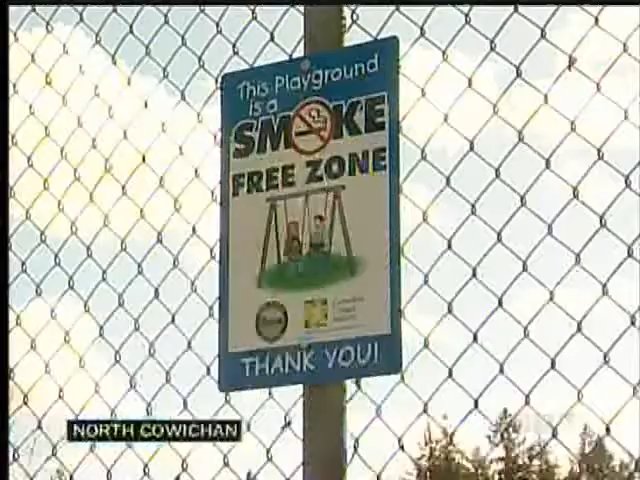 This Playground
is a
SMOKE
FREE ZONE
THANK YOU!
NORTH COWICHAN